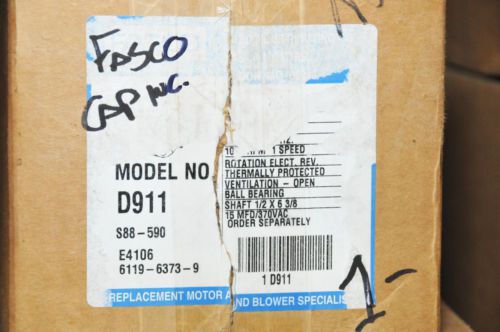 FASCO
CAP INC.
1 SPEED
ROTATION ELECT. REV.
THERMALLY PROTECTED
VENTILATION - OPEN
BALL BEARING
SHAFT 1/2 X 6 3/8
15 MFD/370VAC
ORDER SEPARATELY
MODEL NO
D911
S88-590
E4106
6119-6373-9
1 D911
1-
REPLACEMENT MOTOR AND BLOWER SPECIALIS